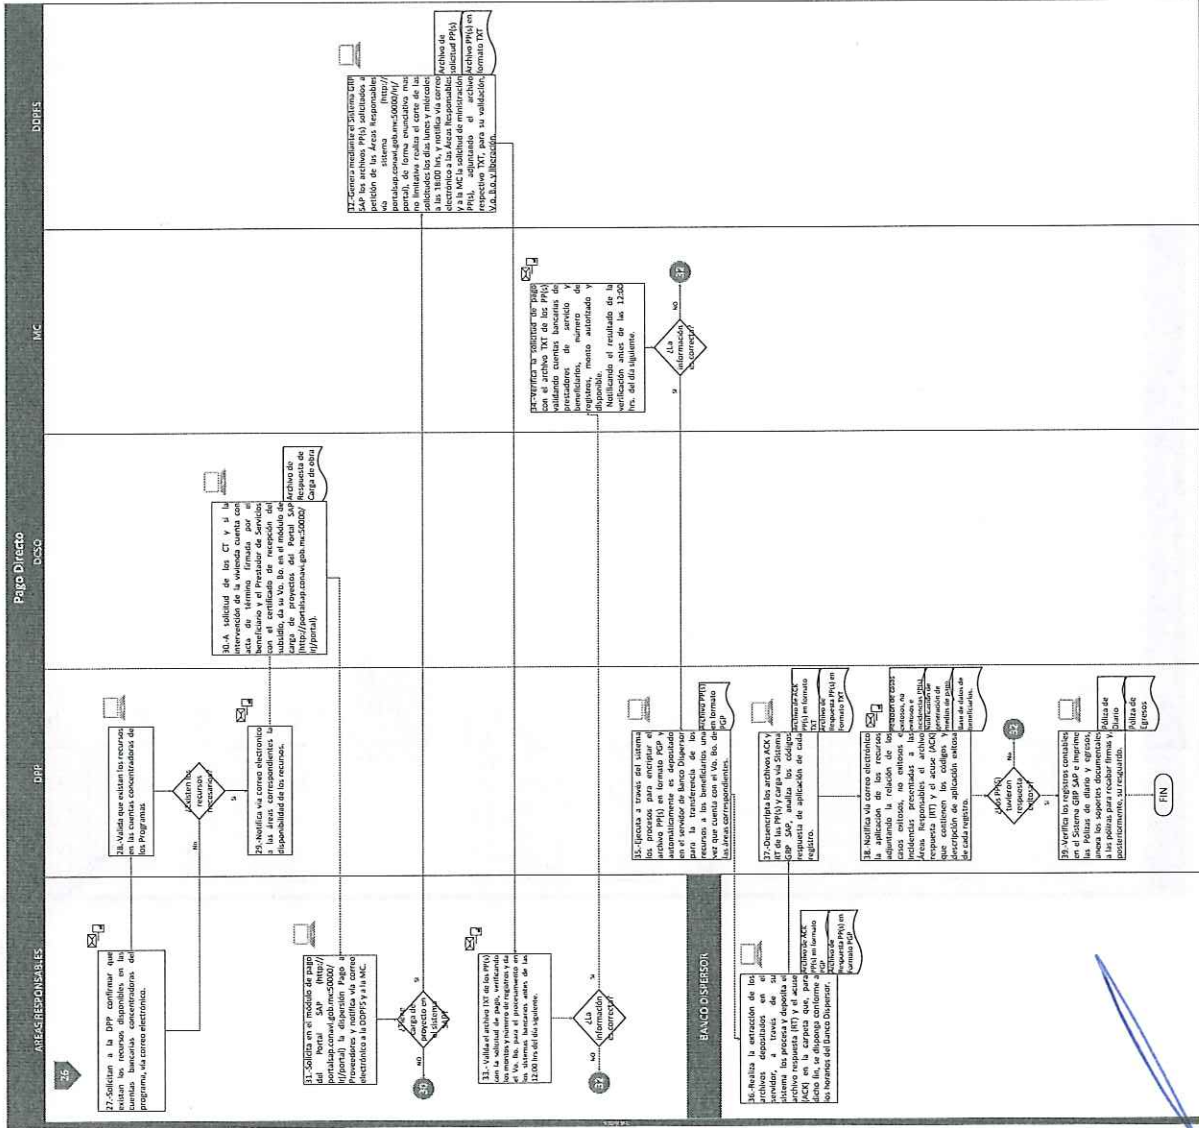 Pago Directo
AREAS RESPONSABLES
DPP
DCSO
MC
DDPFS
26
27.-Solicitan a la DPP confirmar que
existan los recursos disponibles en las
cuentas bancarias concentradoras del
programa, vía correo electrónico.
28.-Valida que existan los recursos
en las cuentas concentradoras de
los Programas
¿Existen los
recursos
necesarios?
No
Si
29.-Notifica vía correo electrónico
a las áreas correspondientes la
disponibilidad de los recursos.
30.-A solicitud de los CT y si la
intervención de la vivienda cuenta con
acta de término firmada por el
beneficiario y el Prestador de Servicios
con el certificado de recepción del
subsidio, da su Vo. Bo. en el módulo de
carga de proyectos del Portal SAP
(http://portalsap.conavi.gob.mx:50000/
irj/portal).
Archivo de
Respuesta de
Carga de obra
31.-Solicita en el módulo de pago
del Portal SAP (http://
portalsap.conavi.gob.mx:50000/
irj/portal) la dispersión Pago a
Proveedores y notifica vía correo
electrónico a la DDPFS y a la MC.
carga de
proyecto en
el sistema
NO
30
SI
32.-Genera mediante el Sistema GRP
SAP los archivos PP(s) solicitados a
petición de las Áreas Responsables
vía sistema (http://
portalsap.conavi.gob.mx:50000/irj/
portal), de forma enunciativa mas
no limitativa realiza el corte de las
solicitudes los días lunes y miércoles
a las 18:00 hrs, y notifica vía correo
electrónico a las Áreas Responsables
y a la MC la solicitud de ministración
PP(s), adjuntando el archivo
respectivo TXT, para su validación,
V.o. B.o. y liberación.
Archivo de
solicitud PP(s)
Archivo PP(s) en
formato TXT
33.- Valida el archivo TXT de los PP(s)
con la solicitud de pago, verificando
los montos y número de registros y da
el Vo. Bo. para el procesamiento en
los sistemas bancarios antes de las
12:00 hrs del día siguiente.
¿La
información
es correcta?
NO
32
SI
34.-Verifica la solicitud de pago
con el archivo TXT de los PP(s)
validando cuentas bancarias de
prestadores de servicio y
beneficiarios, número de
registros, monto autorizado y
disponible.
Notificando el resultado de la
verificación antes de las 12:00
hrs. del día siguiente.
¿La
información
es correcta?
NO
32
SI
35.-Ejecuta a través del sistema
los procesos para encriptar el
archivo PP(s) en formato PGP y
automáticamente es depositado
en el servidor de Banco Dispersor
para la transferecia de los
recursos a los beneficiarios una
vez que cuenta con el Vo. Bo. de
las áreas correspondientes.
Archivo PP(s)
en formato
PGP
BANCO DISPERSOR
36.-Realiza la extracción de los
archivos depositados en el
servidor, a través de su
sistema los procesa y deposita el
archivo respuesta (RT) y el acuse
(ACK) en la carpeta que, para
dicho fin, se disponga conforme a
los horarios del Banco Dispersor.
Archivo de ACK
PP(s) en formato
PGP
Archivo de
Respuesta PP(s) en
Formato PGP
37.-Desencripta los archivos ACK y
RT de las PP(s) y carga vía Sistema
GRP SAP, analiza los códigos
respuesta de aplicación de cada
registro.
Archivo de ACK
PP(s) en formato
TXT
Archivo de
Respuesta PP(s) en
Formato TXT
38.-Notifica vía correo electrónico
la aplicación de los recursos
adjuntando la relación de los
casos exitosos, no exitosos e
incidencias presentadas a las
Áreas Responsables el archivo
respuesta (RT) y el acuse (ACK)
que contienen los códigos y
descripción de aplicación exitosa
de cada registro.
Relación de casos
exitosos, no
exitosos e
incidencias PP(s).
Notificación de
generación de
medios de pago.
Base de datos de
beneficiarios.
¿Los PP(S)
tuvieron
respuesta
exitosa?
No
32
Si
39.-Verifica los registros contables
en el Sistema GRP SAP e imprime
las Pólizas de diario y egresos,
anexa los soportes documentales
a las pólizas para recabar firmas y,
posteriormente, su resguardo.
Póliza de
Diario
Póliza de
Egresos
FIN